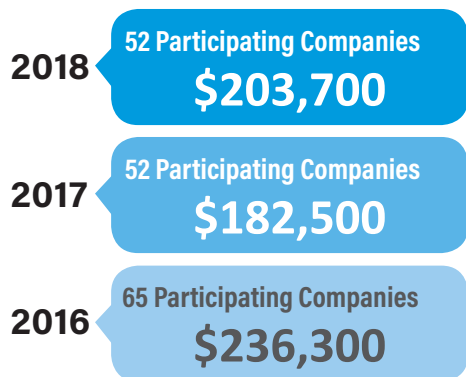 2018
52 Participating Companies
$203,700
2017
52 Participating Companies
$182,500
2016
65 Participating Companies
$236,300